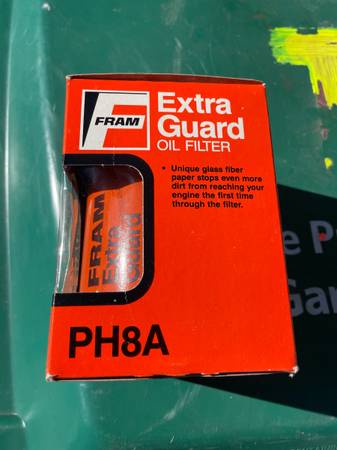 FRAM
Extra
Guard
OIL FILTER
• Unique glass fiber
paper stops even more
dirt from reaching your
engine the first time
through the filter.
FRAM
Extra
Guard
PH8A